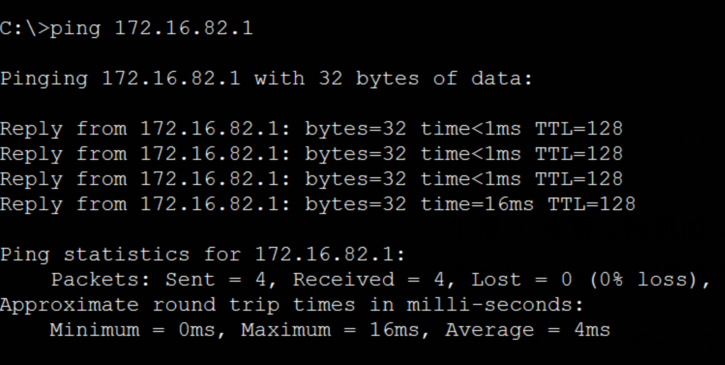 C:\>ping 172.16.82.1
Pinging 172.16.82.1 with 32 bytes of data:
Reply from 172.16.82.1: bytes=32 time<1ms TTL=128
Reply from 172.16.82.1: bytes=32 time<1ms TTL=128
Reply from 172.16.82.1: bytes=32 time<1ms TTL=128
Reply from 172.16.82.1: bytes=32 time=16ms TTL=128
Ping statistics for 172.16.82.1:
    Packets: Sent = 4, Received = 4, Lost = 0 (0% loss),
Approximate round trip times in milli-seconds:
    Minimum = 0ms, Maximum = 16ms, Average = 4ms